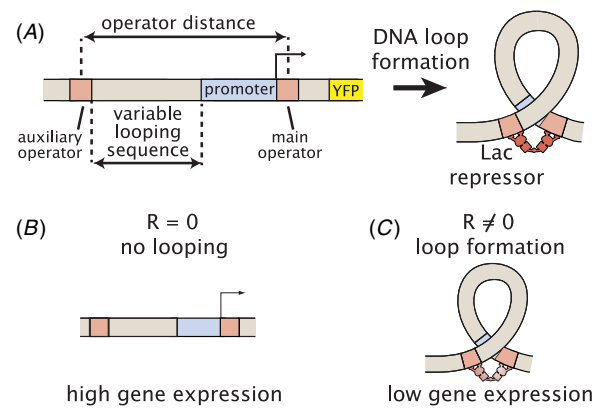 (A)
operator distance
promoter
YFP
auxiliary
operator
variable
looping
sequence
main
operator
DNA loop
formation
Lac
repressor
(B)
R = 0
no looping
high gene expression
(C)
R ≠ 0
loop formation
low gene expression